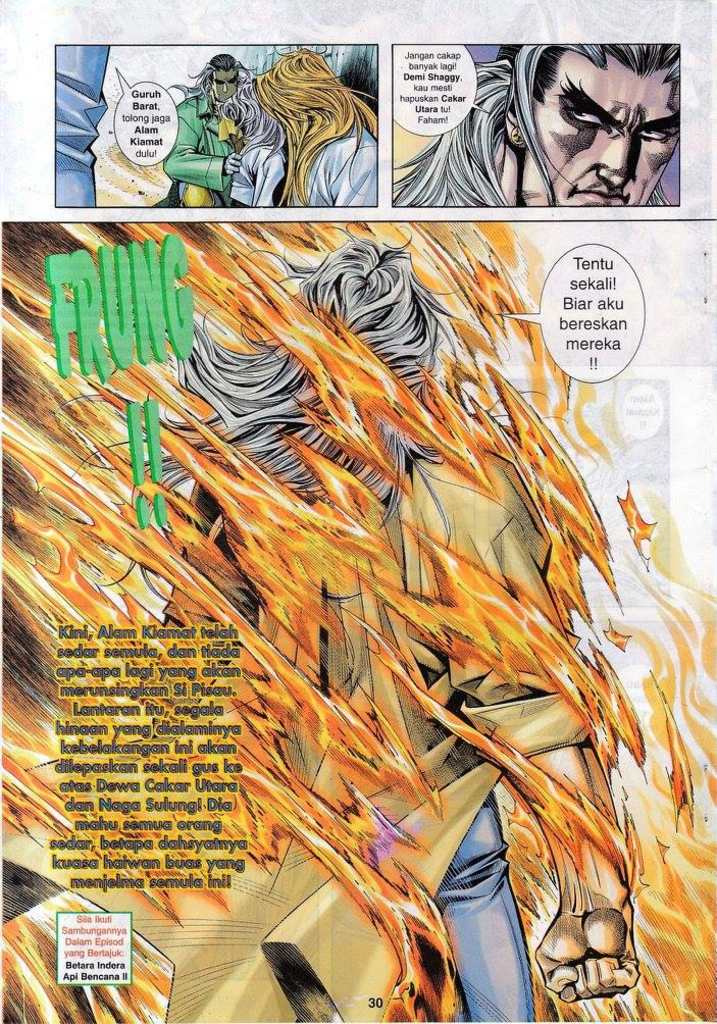 Guruh
Barat,
tolong jaga
Alam
Kiamat
dulu!
Jangan cakap
banyak lagi!
Demi Shaggy,
kau mesti
hapuskan Cakar
Utara tu!
Faham!
FRUNG
!!
Tentu
sekali!
Biar aku
bereskan
mereka
!!
Kini, Alam Kiamat telah
sedar semula, dan tiada
apa-apa lagi yang akan
merunsingkan Si Pisau.
Lantaran itu, segala
hinaan yang dialaminya
kebelakangan ini akan
dilepaskan sekali gus ke
atas Dewa Cakar Utara
dan Naga Sulung! Dia
mahu semua orang
sedar, betapa dahsyatnya
kuasa haiwan buas yang
menjelma semula ini!
Sila Ikuti
Sambungannya
Dalam Episod
yang Bertajuk:
Betara Indera
Api Bencana II
30